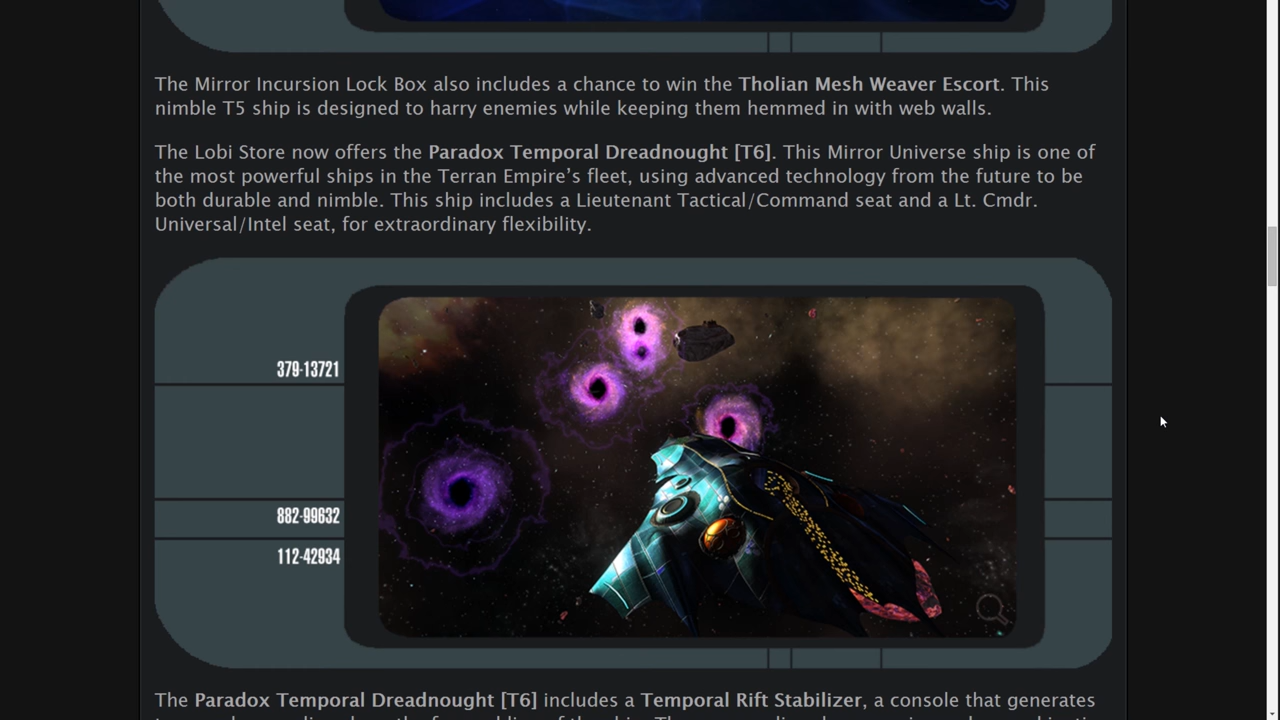 The Mirror Incursion Lock Box also includes a chance to win the Tholian Mesh Weaver Escort. This
nimble T5 ship is designed to harry enemies while keeping them hemmed in with web walls.
The Lobi Store now offers the Paradox Temporal Dreadnought [T6]. This Mirror Universe ship is one of
the most powerful ships in the Terran Empire’s fleet, using advanced technology from the future to be
both durable and nimble. This ship includes a Lieutenant Tactical/Command seat and a Lt. Cmdr.
Universal/Intel seat, for extraordinary flexibility.
379-13721
882-99632
112-42934
The Paradox Temporal Dreadnought [T6] includes a Temporal Rift Stabilizer, a console that generates